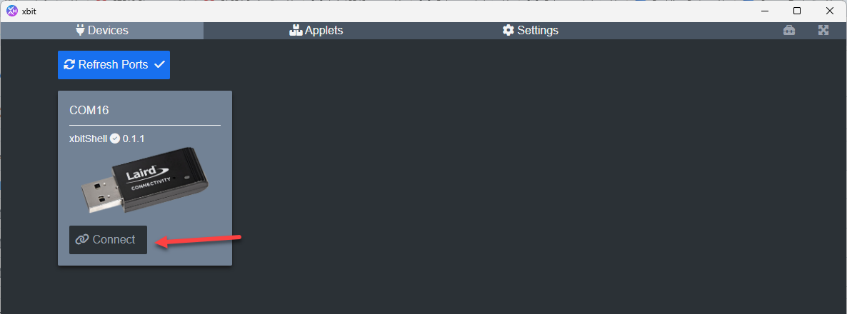 xbit
Devices Applets Settings
Refresh Ports
COM16
xbitShell 0.1.1
Laird
CONNECTIVITY
Connect